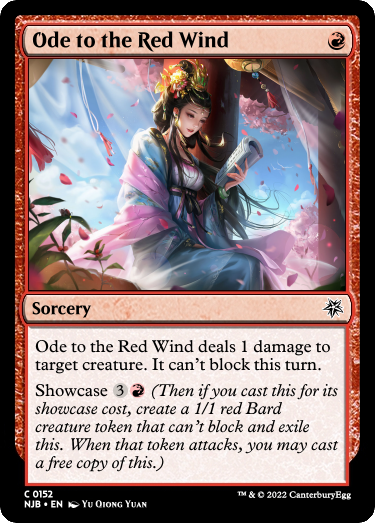 Ode to the Red Wind
Sorcery
Ode to the Red Wind deals 1 damage to
target creature. It can't block this turn.
Showcase 3 (Then if you cast this for its
showcase cost, create a 1/1 red Bard
creature token that can't block and exile
this. When that token attacks, you may cast
a free copy of this.)
C 0152
NJB • EN Yu Qiong Yuan
™ & © 2022 CanterburyEgg